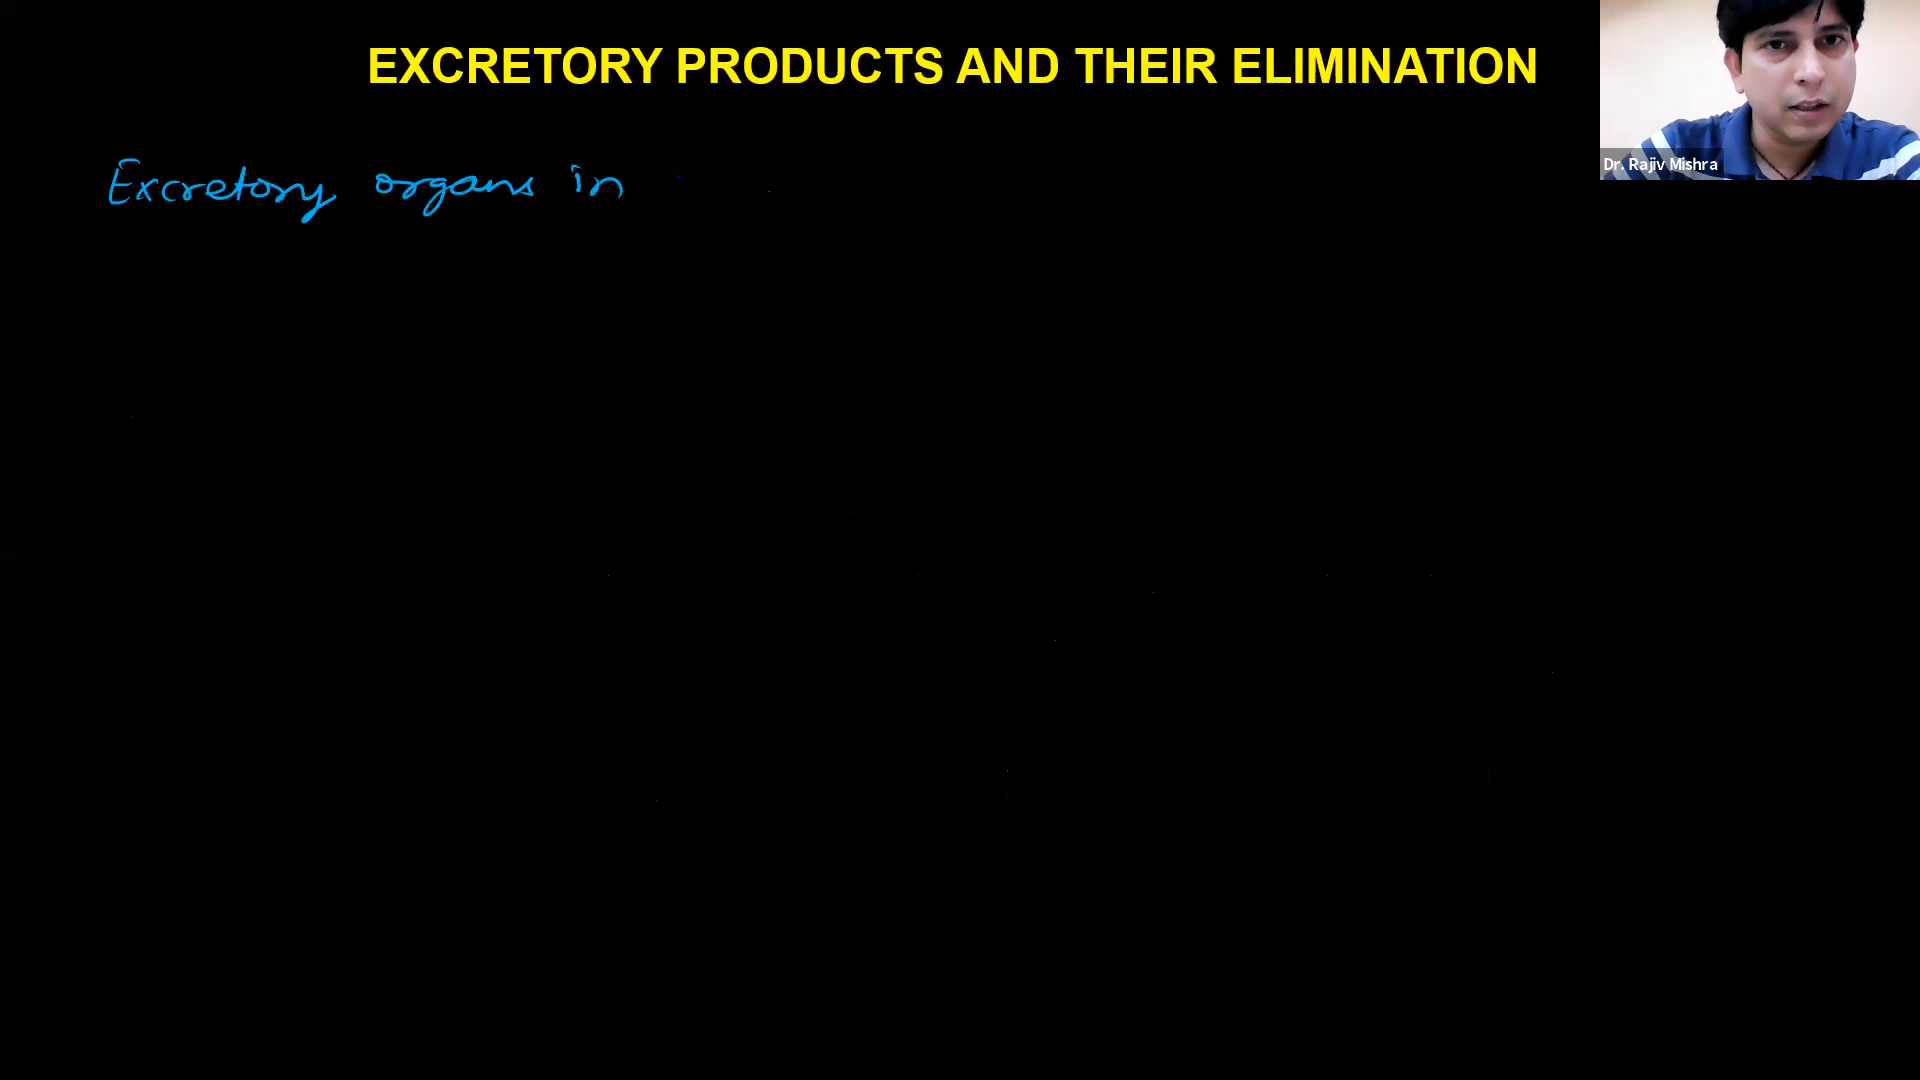 EXCRETORY PRODUCTS AND THEIR ELIMINATION
Dr. Rajiv Mishra
Excretory organs in